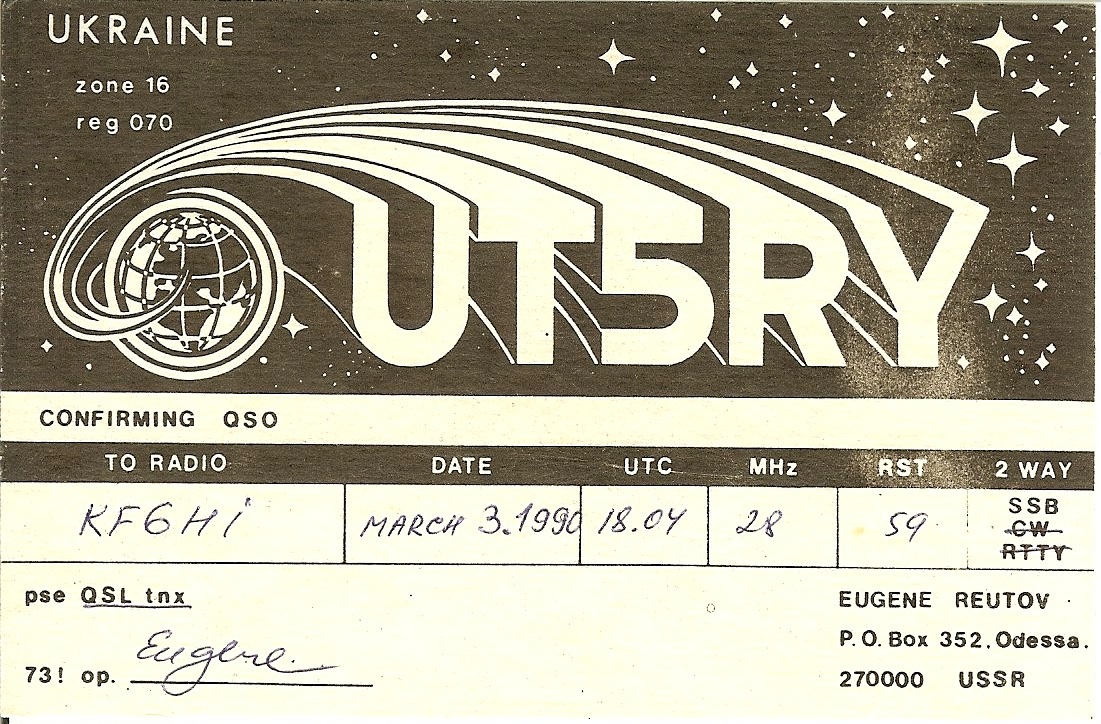 UKRAINE
zone 16
reg 070
UT5RY
CONFIRMING QSO
TO RADIO DATE UTC MHz RST 2 WAY
KF6Hi MARCH 3.1990 18.04 28 59 SSB
CW
RTTY
pse QSL tnx
73! op. Eugene
EUGENE REUTOV
P.O. Box 352, Odessa.
270000 USSR